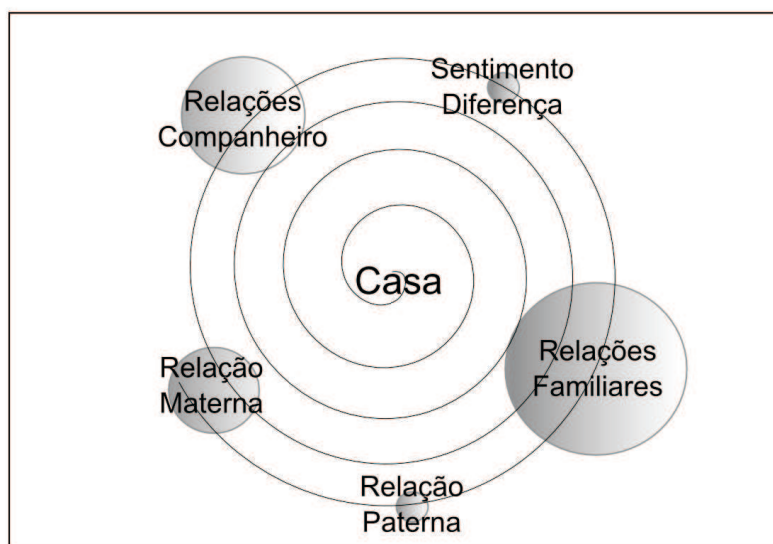 Sentimento
Diferença
Relações
Companheiro
Casa
Relações
Familiares
Relação
Materna
Relação
Paterna